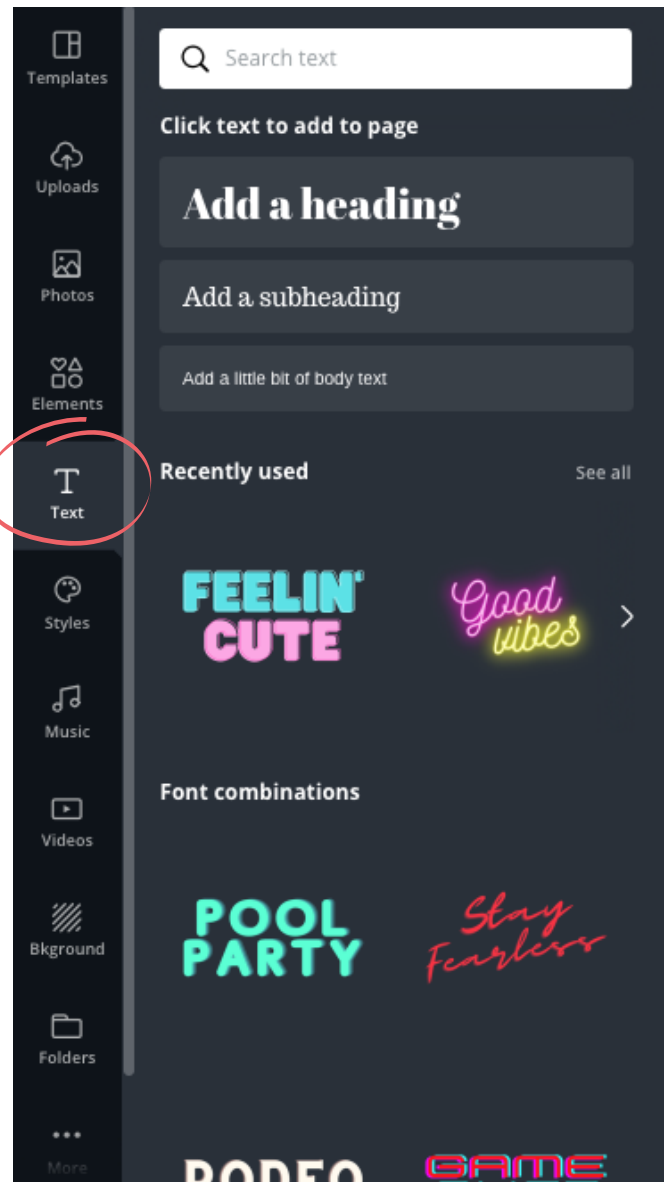 Templates
Uploads
Photos
Elements
Text
Styles
Music
Videos
Bkground
Folders
More
Search text
Click text to add to page
Add a heading
Add a subheading
Add a little bit of body text
Recently used
See all
FEELIN'
CUTE
Good
vibes
Font combinations
POOL
PARTY
Stay
Fearless
RODEO
GAME